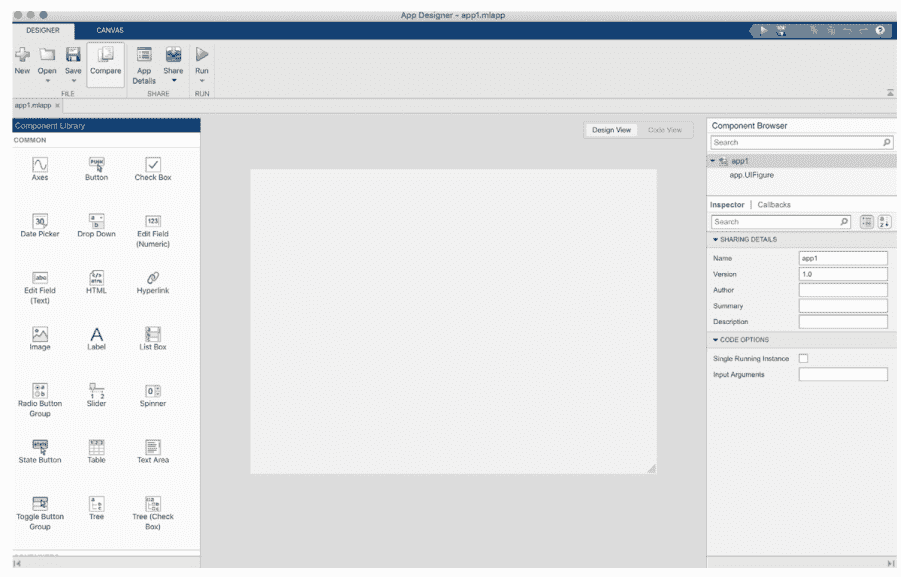 App Designer - app1.mlapp
DESIGNER CANVAS
New Open Save Compare App Details Share Run
FILE SHARE RUN
app1.mlapp
Component Library
COMMON
Axes Button Check Box
Date Picker Drop Down Edit Field (Numeric)
Edit Field (Text) HTML Hyperlink
Image Label List Box
Radio Button Group Slider Spinner
State Button Table Text Area
Toggle Button Group Tree Tree (Check Box)
Design View Code View
Component Browser
Search
app1
app.UIFigure
Inspector Callbacks
Search
SHARING DETAILS
Name app1
Version 1.0
Author
Summary
Description
CODE OPTIONS
Single Running Instance
Input Arguments